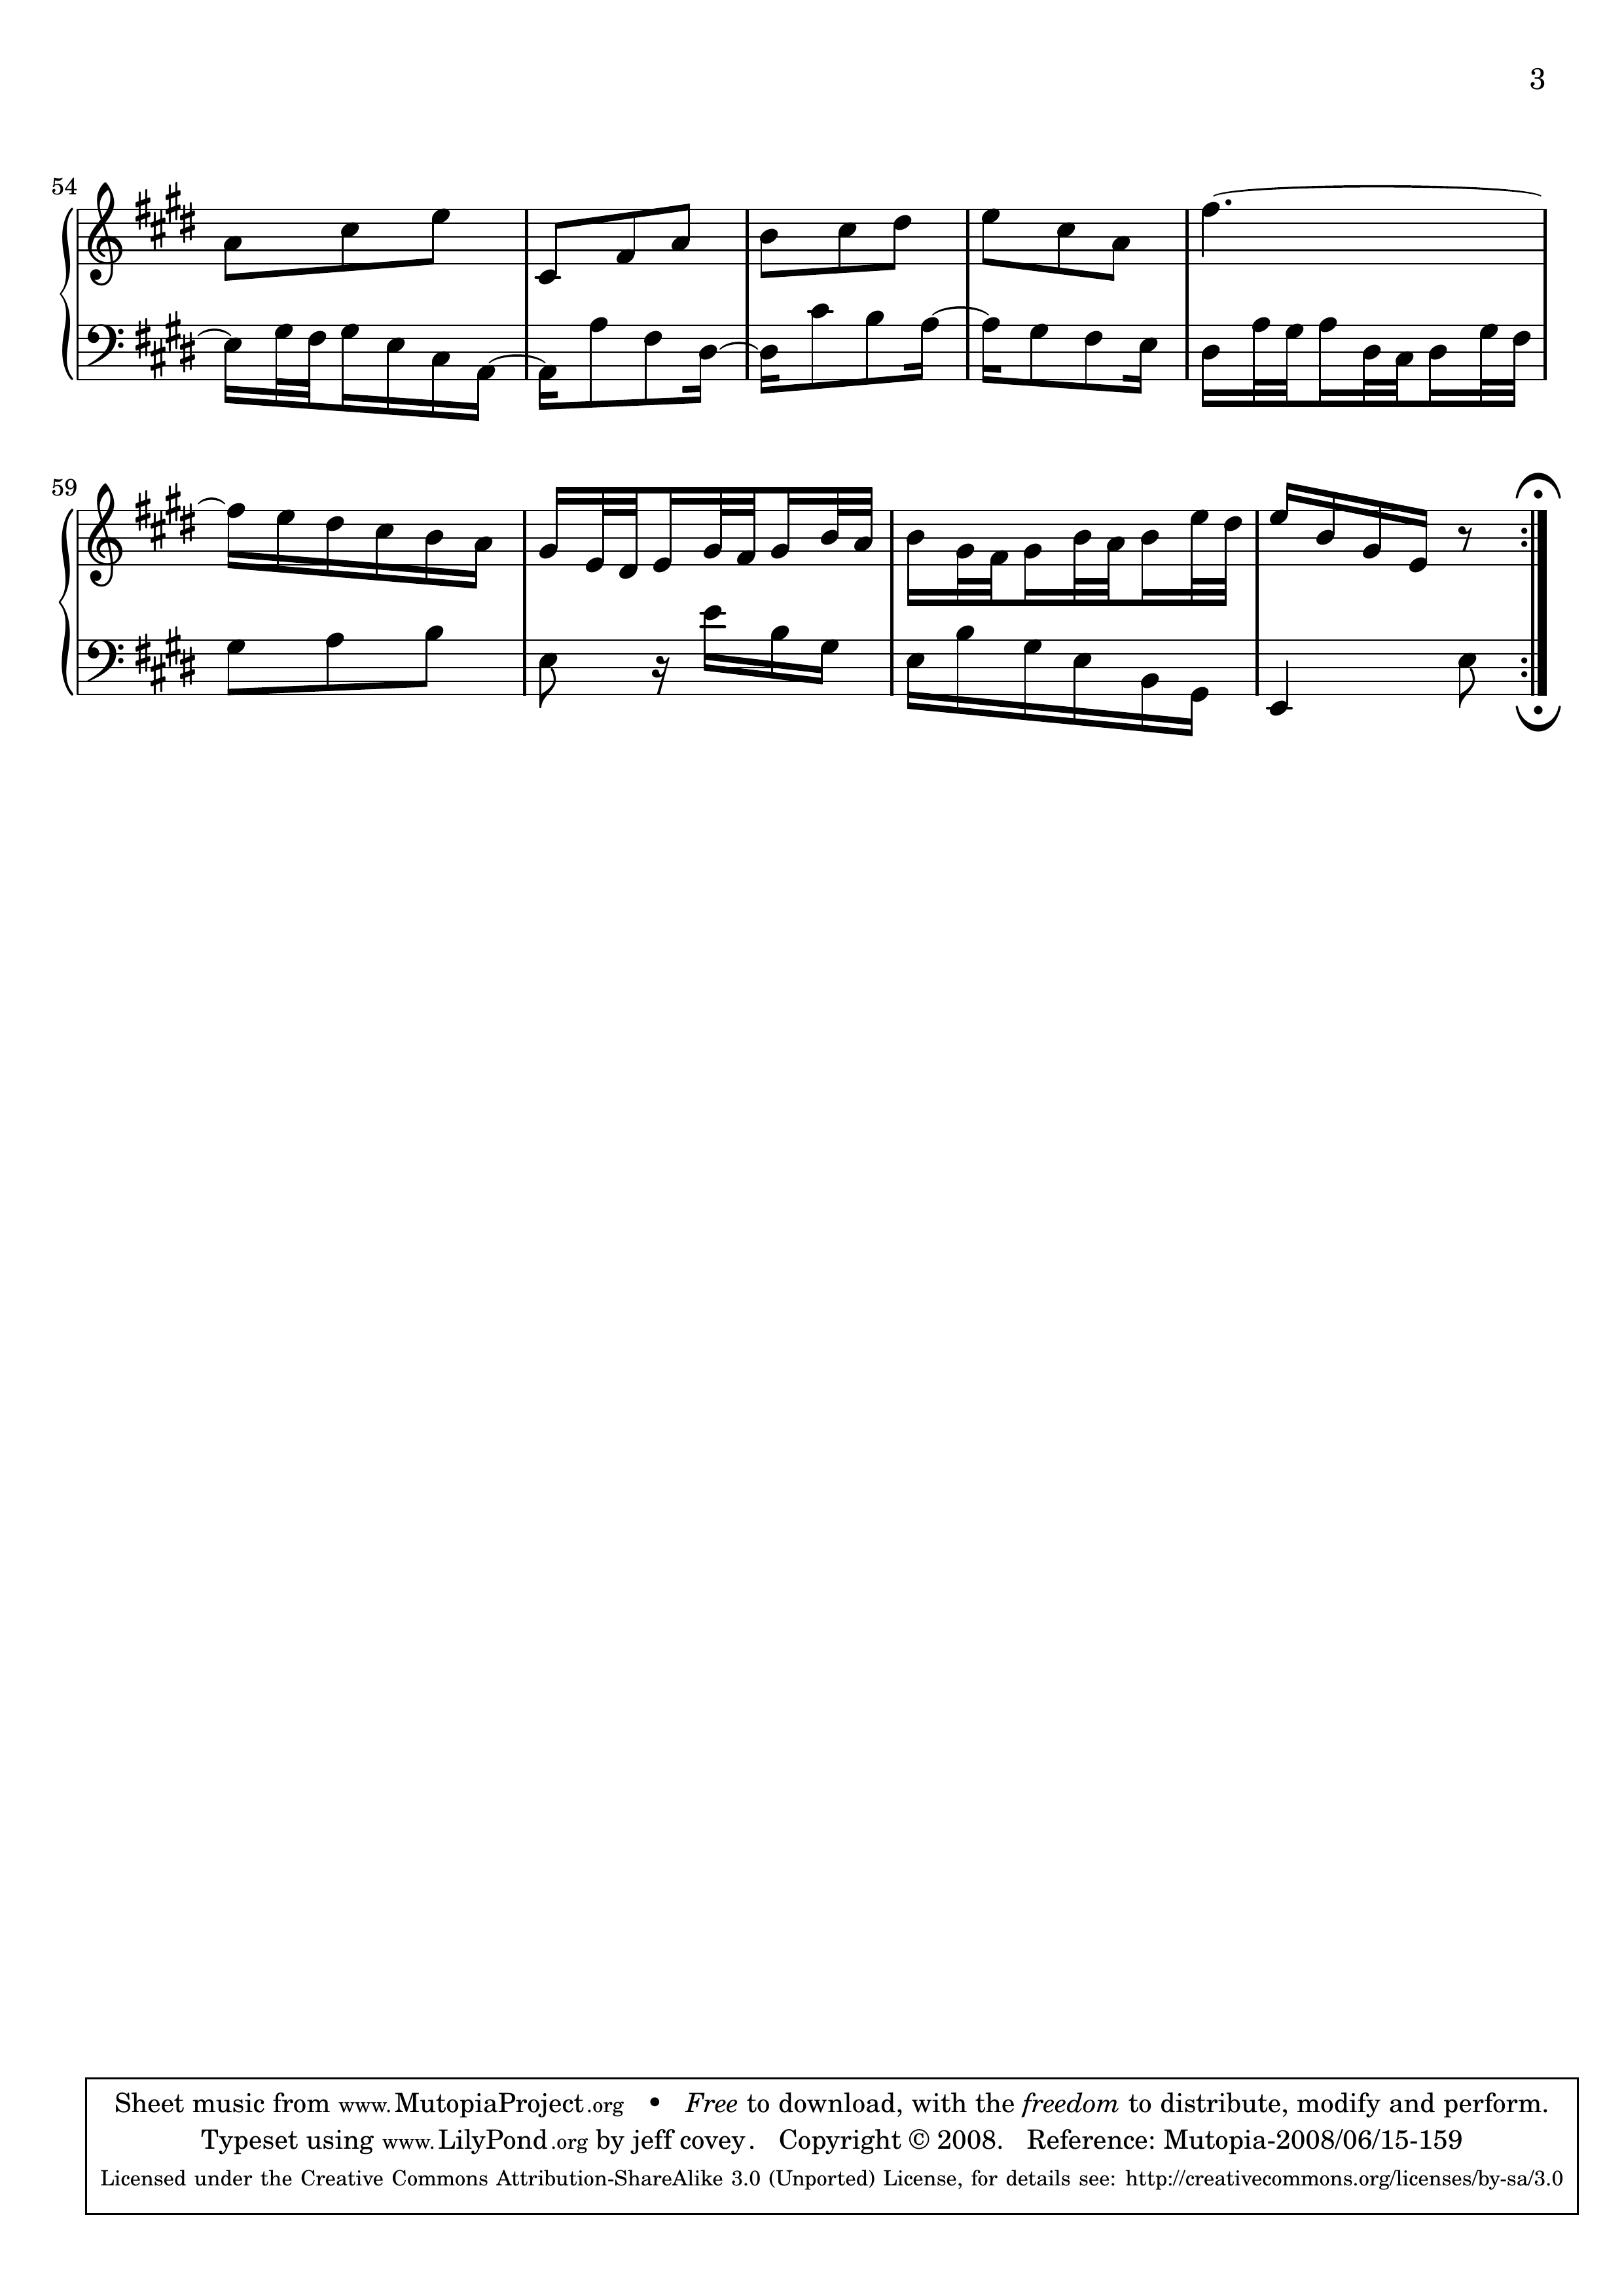 3
54
59
Sheet music from www.MutopiaProject.org • Free to download, with the freedom to distribute, modify and perform.
Typeset using www.LilyPond.org by jeff covey. Copyright © 2008. Reference: Mutopia-2008/06/15-159
Licensed under the Creative Commons Attribution-ShareAlike 3.0 (Unported) License, for details see: http://creativecommons.org/licenses/by-sa/3.0